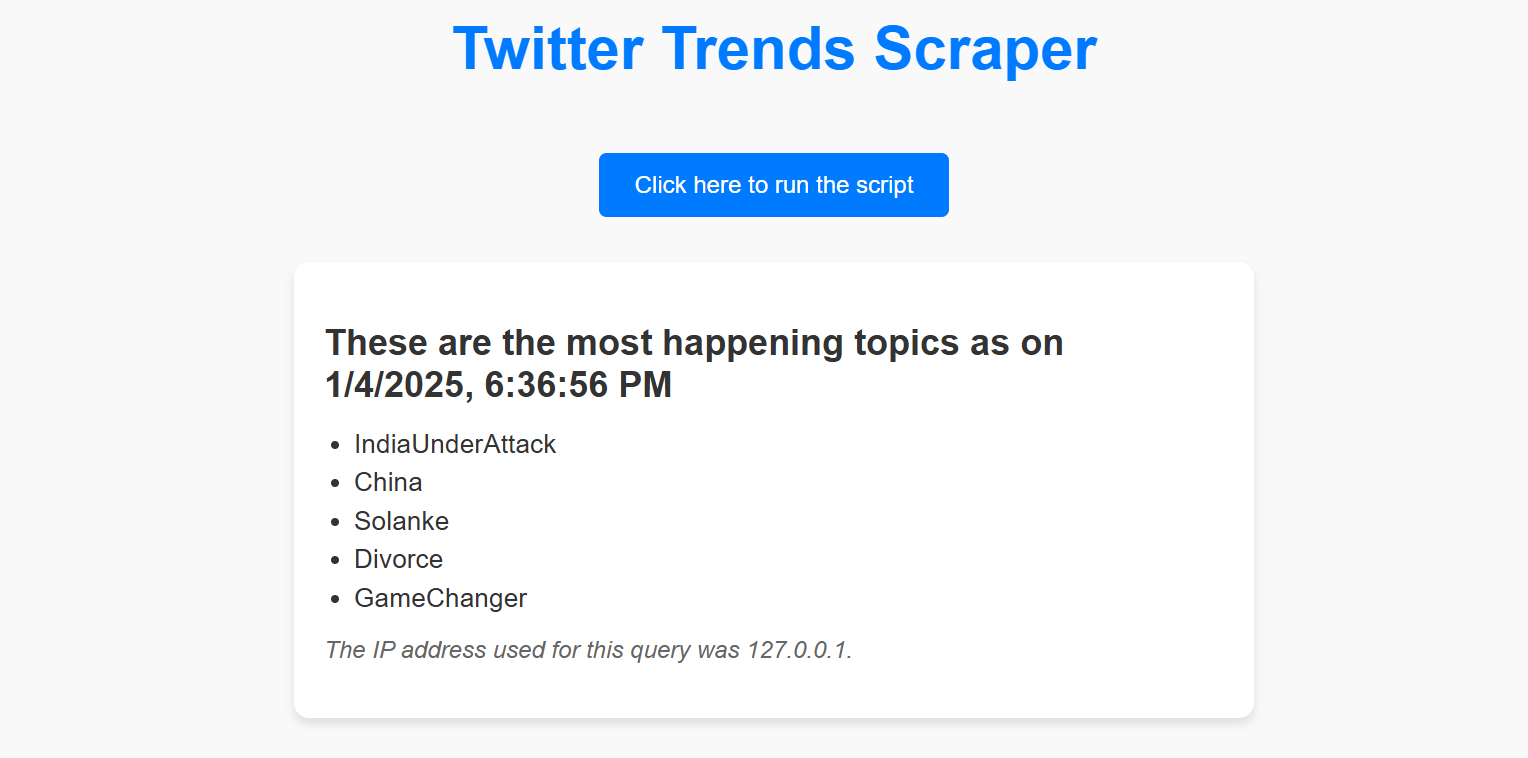 Twitter Trends Scraper
Click here to run the script
These are the most happening topics as on
1/4/2025, 6:36:56 PM
• IndiaUnderAttack
• China
• Solanke
• Divorce
• GameChanger
The IP address used for this query was 127.0.0.1.